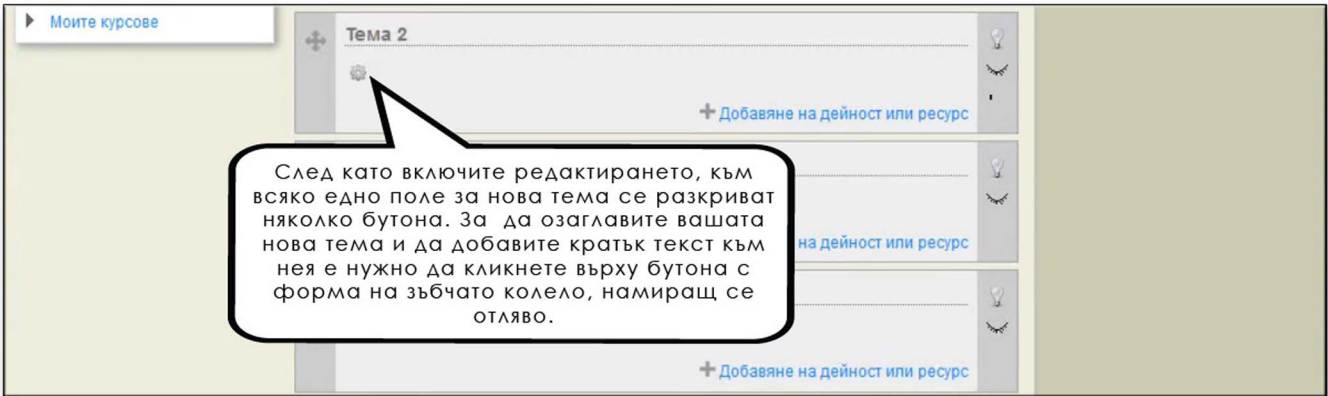 Моите курсове
Тема 2
Добавяне на дейност или ресурс
След като включите редактирането, към
всяко едно поле за нова тема се разкриват
няколко бутона. За да озаглавите вашата
нова тема и да добавите кратък текст към
нея е нужно да кликнете върху бутона с
форма на зъбчато колело, намиращ се
отляво.
на дейност или ресурс
Добавяне на дейност или ресурс